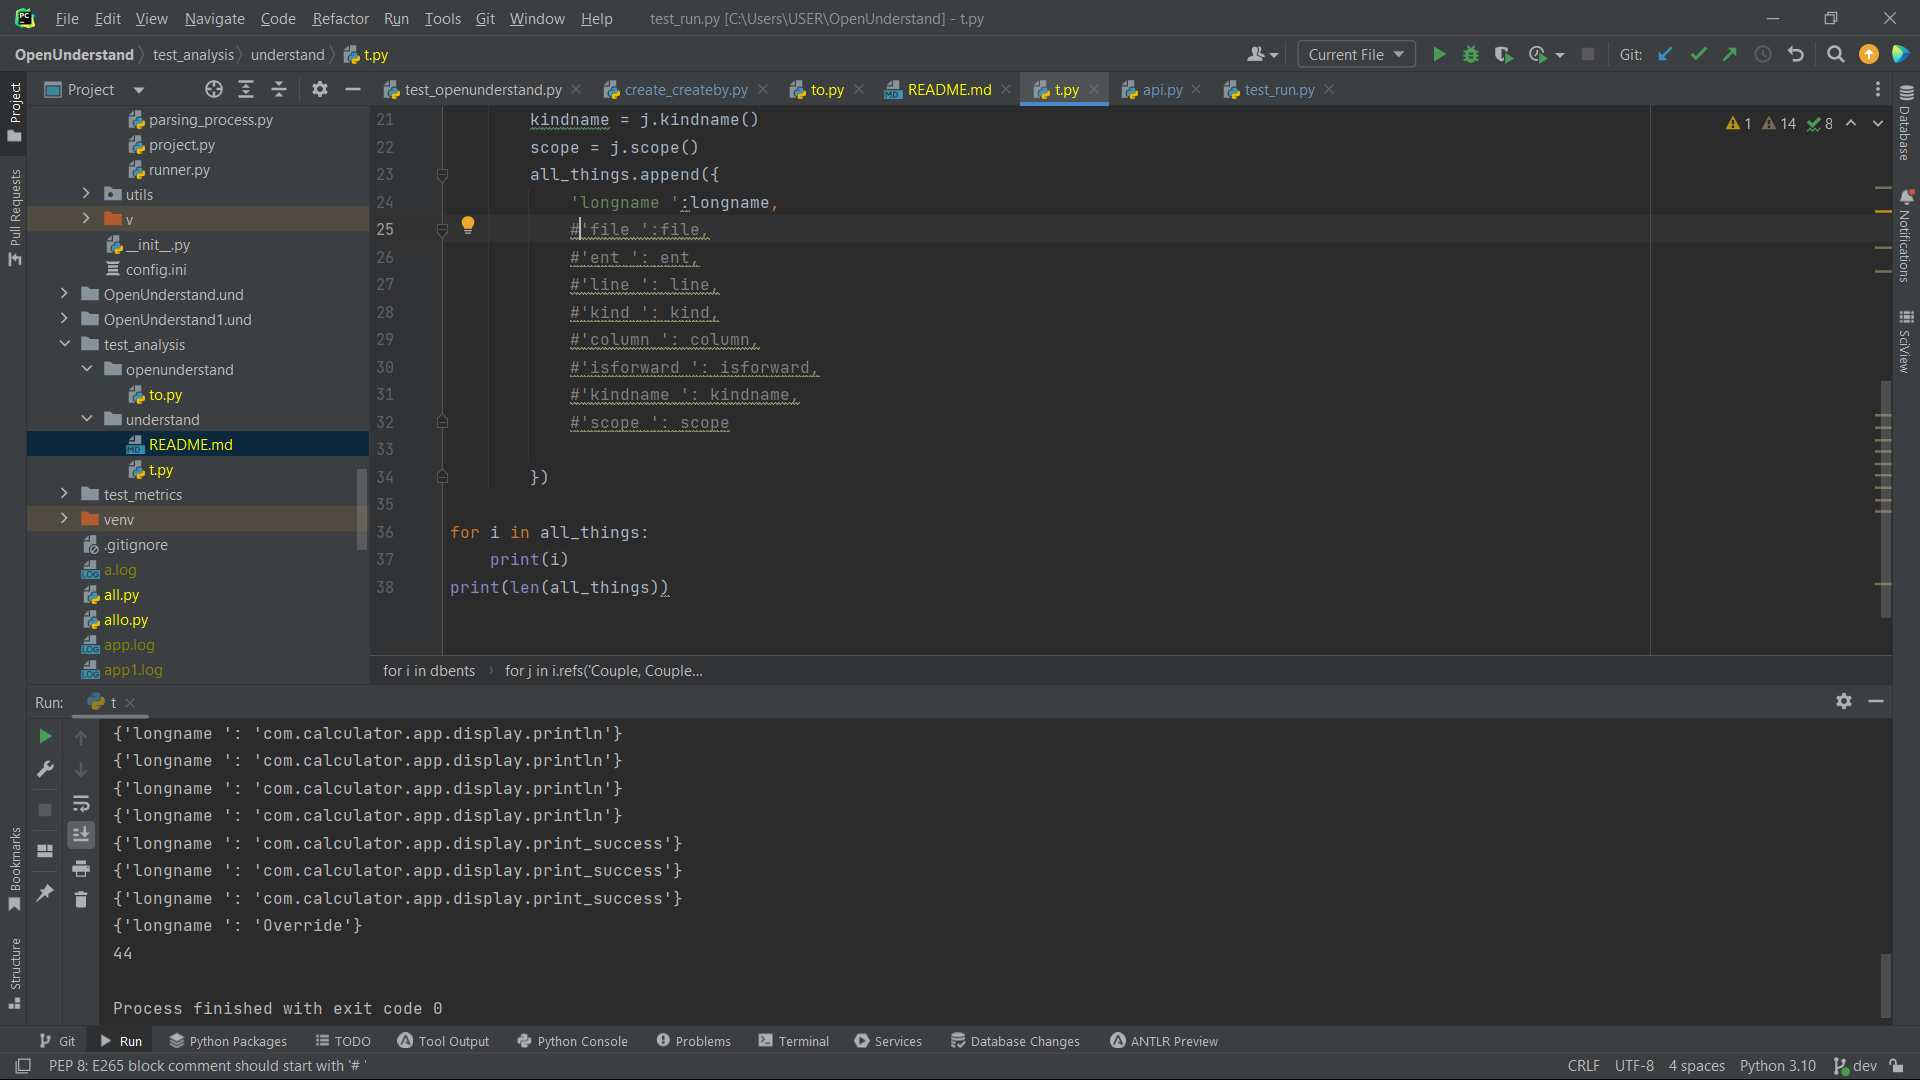 PC
File Edit View Navigate Code Refactor Run Tools Git Window Help test_run.py [C:\Users\USER\OpenUnderstand] - t.py
OpenUnderstand test_analysis understand t.py Current File Git:
Project
test_openunderstand.py create_createby.py to.py README.md t.py api.py test_run.py
Project
Pull Requests
Bookmarks
Structure
parsing_process.py
project.py
runner.py
utils
v
__init__.py
config.ini
OpenUnderstand.und
OpenUnderstand1.und
test_analysis
openunderstand
to.py
understand
README.md
t.py
test_metrics
venv
.gitignore
a.log
all.py
allo.py
app.log
app1.log
21 kindname = j.kindname()
22 scope = j.scope()
23 all_things.append({
24 'longname ':longname,
25 #'file ':file,
26 #'ent ': ent,
27 #'line ': line,
28 #'kind ': kind,
29 #'column ': column,
30 #'isforward ': isforward,
31 #'kindname ': kindname,
32 #'scope ': scope
33
34 })
35
36 for i in all_things:
37 print(i)
38 print(len(all_things))
1 14 8
Database
Notifications
SciView
for i in dbents for j in i.refs('Couple, Couple...
Run: t
{'longname ': 'com.calculator.app.display.println'}
{'longname ': 'com.calculator.app.display.println'}
{'longname ': 'com.calculator.app.display.println'}
{'longname ': 'com.calculator.app.display.println'}
{'longname ': 'com.calculator.app.display.print_success'}
{'longname ': 'com.calculator.app.display.print_success'}
{'longname ': 'com.calculator.app.display.print_success'}
{'longname ': 'Override'}
44
Process finished with exit code 0
Git Run Python Packages TODO Tool Output Python Console Problems Terminal Services Database Changes ANTLR Preview
PEP 8: E265 block comment should start with '# ' CRLF UTF-8 4 spaces Python 3.10 dev